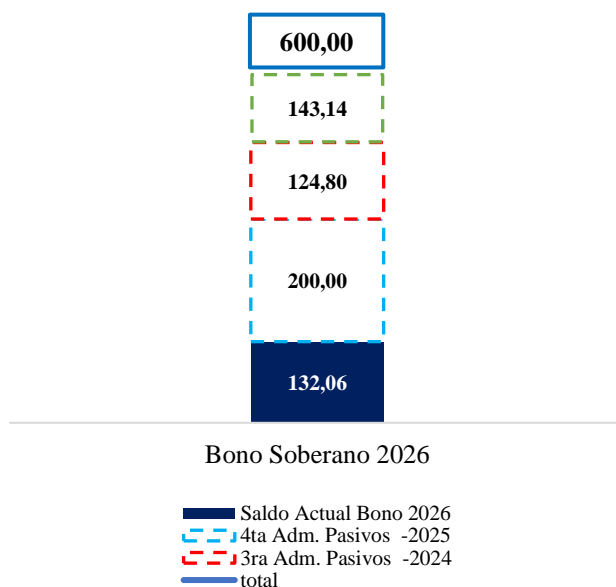 600,00
143,14
124,80
200,00
132,06
Bono Soberano 2026
Saldo Actual Bono 2026
4ta Adm. Pasivos -2025
3ra Adm. Pasivos -2024
total